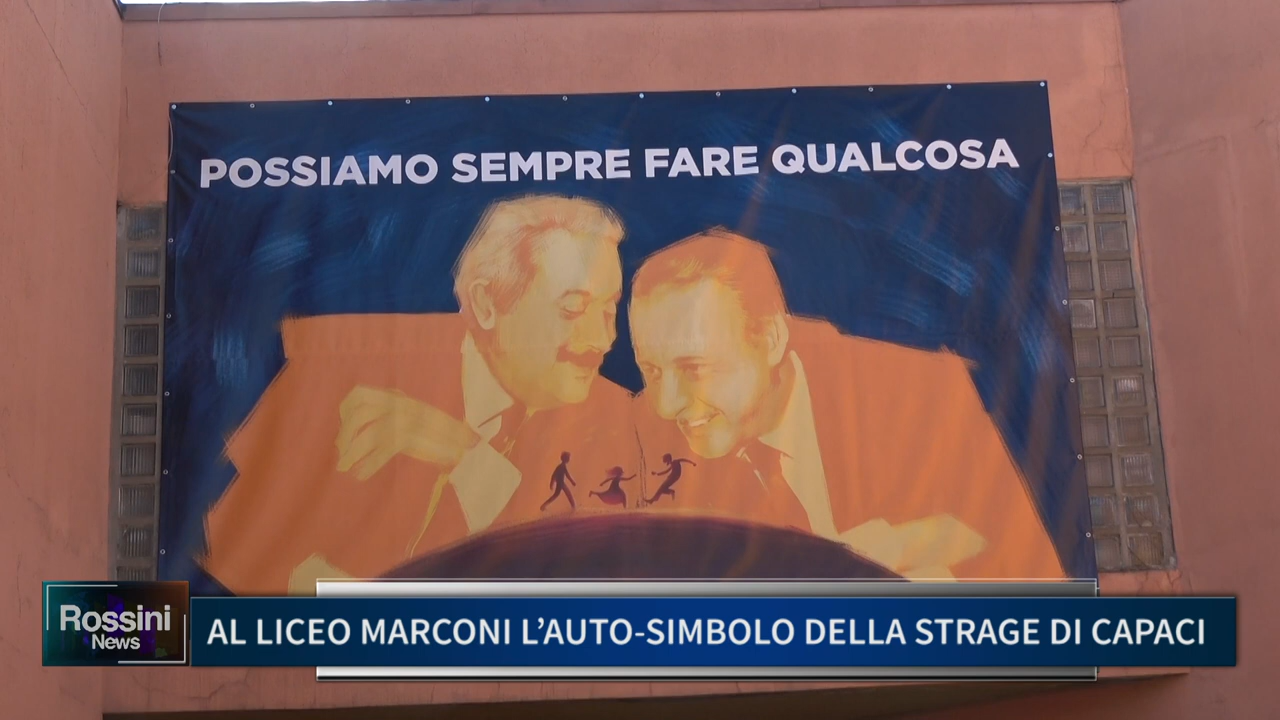 POSSIAMO SEMPRE FARE QUALCOSA
Rossini
News
AL LICEO MARCONI L'AUTO-SIMBOLO DELLA STRAGE DI CAPACI